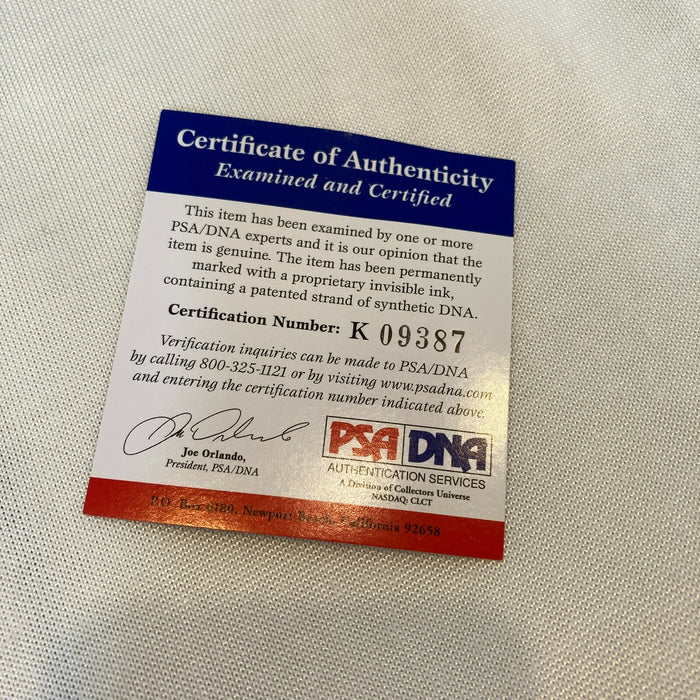 Certificate of Authenticity
Examined and Certified
This item has been examined by one or more
PSA/DNA experts and it is our opinion that the
item is genuine. The item has been permanently
marked with a proprietary invisible ink,
containing a patented strand of synthetic DNA.
Certification Number: K 09387
Verification inquiries can be made to PSA/DNA
by calling 800-325-1121 or by visiting www.psadna.com
and entering the certification number indicated above.
Joe Orlando
Joe Orlando,
President, PSA/DNA
PSA DNA
AUTHENTICATION SERVICES
A Division of Collectors Universe
NASDAQ: CLCT
P.O. Box 6180, Newport Beach, California 92658